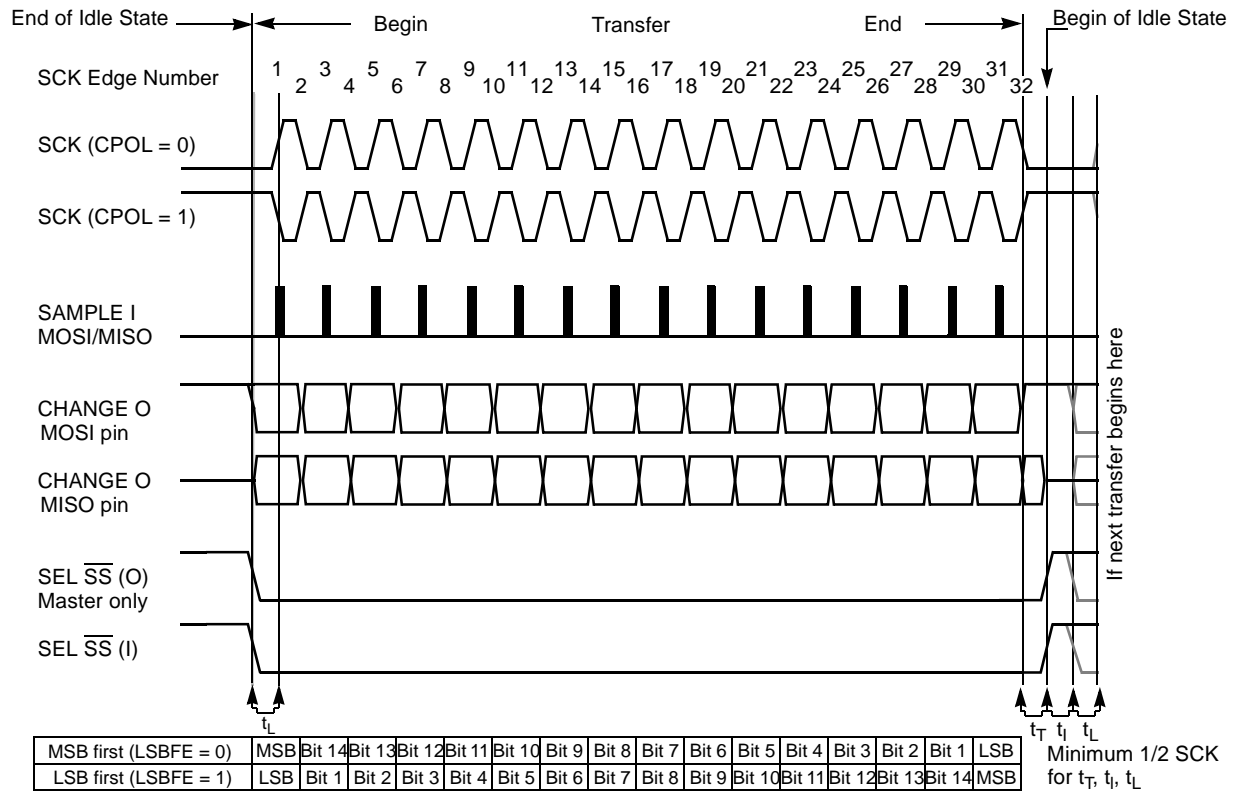 End of Idle State
Begin
Transfer
End
Begin of Idle State
SCK Edge Number
1 2 3 4 5 6 7 8 9 10 11 12 13 14 15 16 17 18 19 20 21 22 23 24 25 26 27 28 29 30 31 32
SCK (CPOL = 0)
SCK (CPOL = 1)
SAMPLE I
MOSI/MISO
CHANGE O
MOSI pin
CHANGE O
MISO pin
SEL SS (O)
Master only
SEL SS (I)
If next transfer begins here
tL
tT tI tL
MSB first (LSBFE = 0) MSB Bit 14 Bit 13 Bit 12 Bit 11 Bit 10 Bit 9 Bit 8 Bit 7 Bit 6 Bit 5 Bit 4 Bit 3 Bit 2 Bit 1 LSB
LSB first (LSBFE = 1) LSB Bit 1 Bit 2 Bit 3 Bit 4 Bit 5 Bit 6 Bit 7 Bit 8 Bit 9 Bit 10 Bit 11 Bit 12 Bit 13 Bit 14 MSB
Minimum 1/2 SCK
for tT, tI, tL